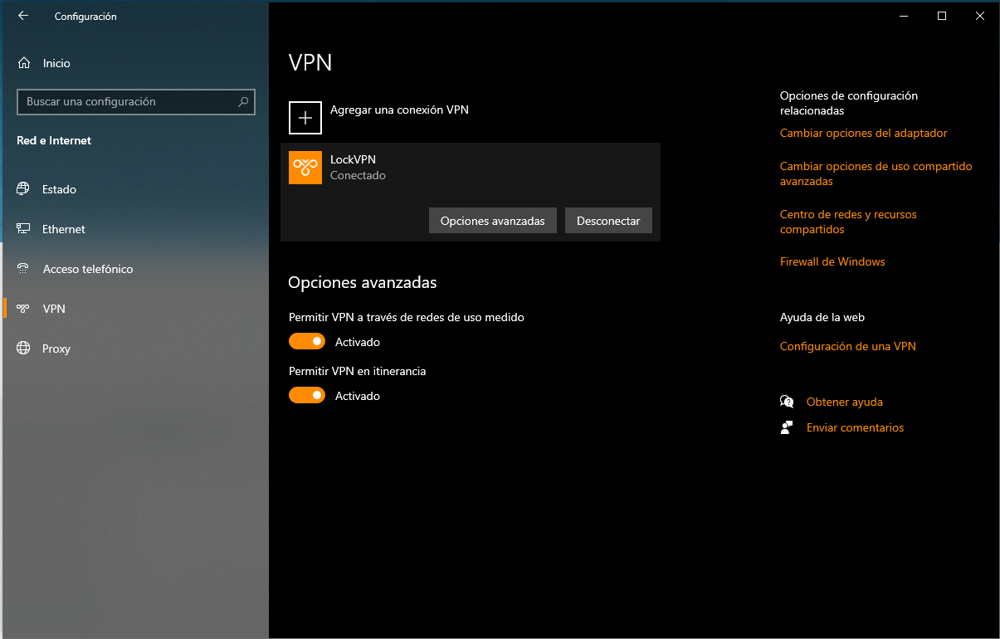 Configuración
Inicio
Buscar una configuración
Red e Internet
Estado
Ethernet
Acceso telefónico
VPN
Proxy
VPN
Agregar una conexión VPN
LockVPN
Conectado
Opciones avanzadas
Desconectar
Opciones avanzadas
Permitir VPN a través de redes de uso medido
Activado
Permitir VPN en itinerancia
Activado
Opciones de configuración
relacionadas
Cambiar opciones del adaptador
Cambiar opciones de uso compartido
avanzadas
Centro de redes y recursos
compartidos
Firewall de Windows
Ayuda de la web
Configuración de una VPN
Obtener ayuda
Enviar comentarios